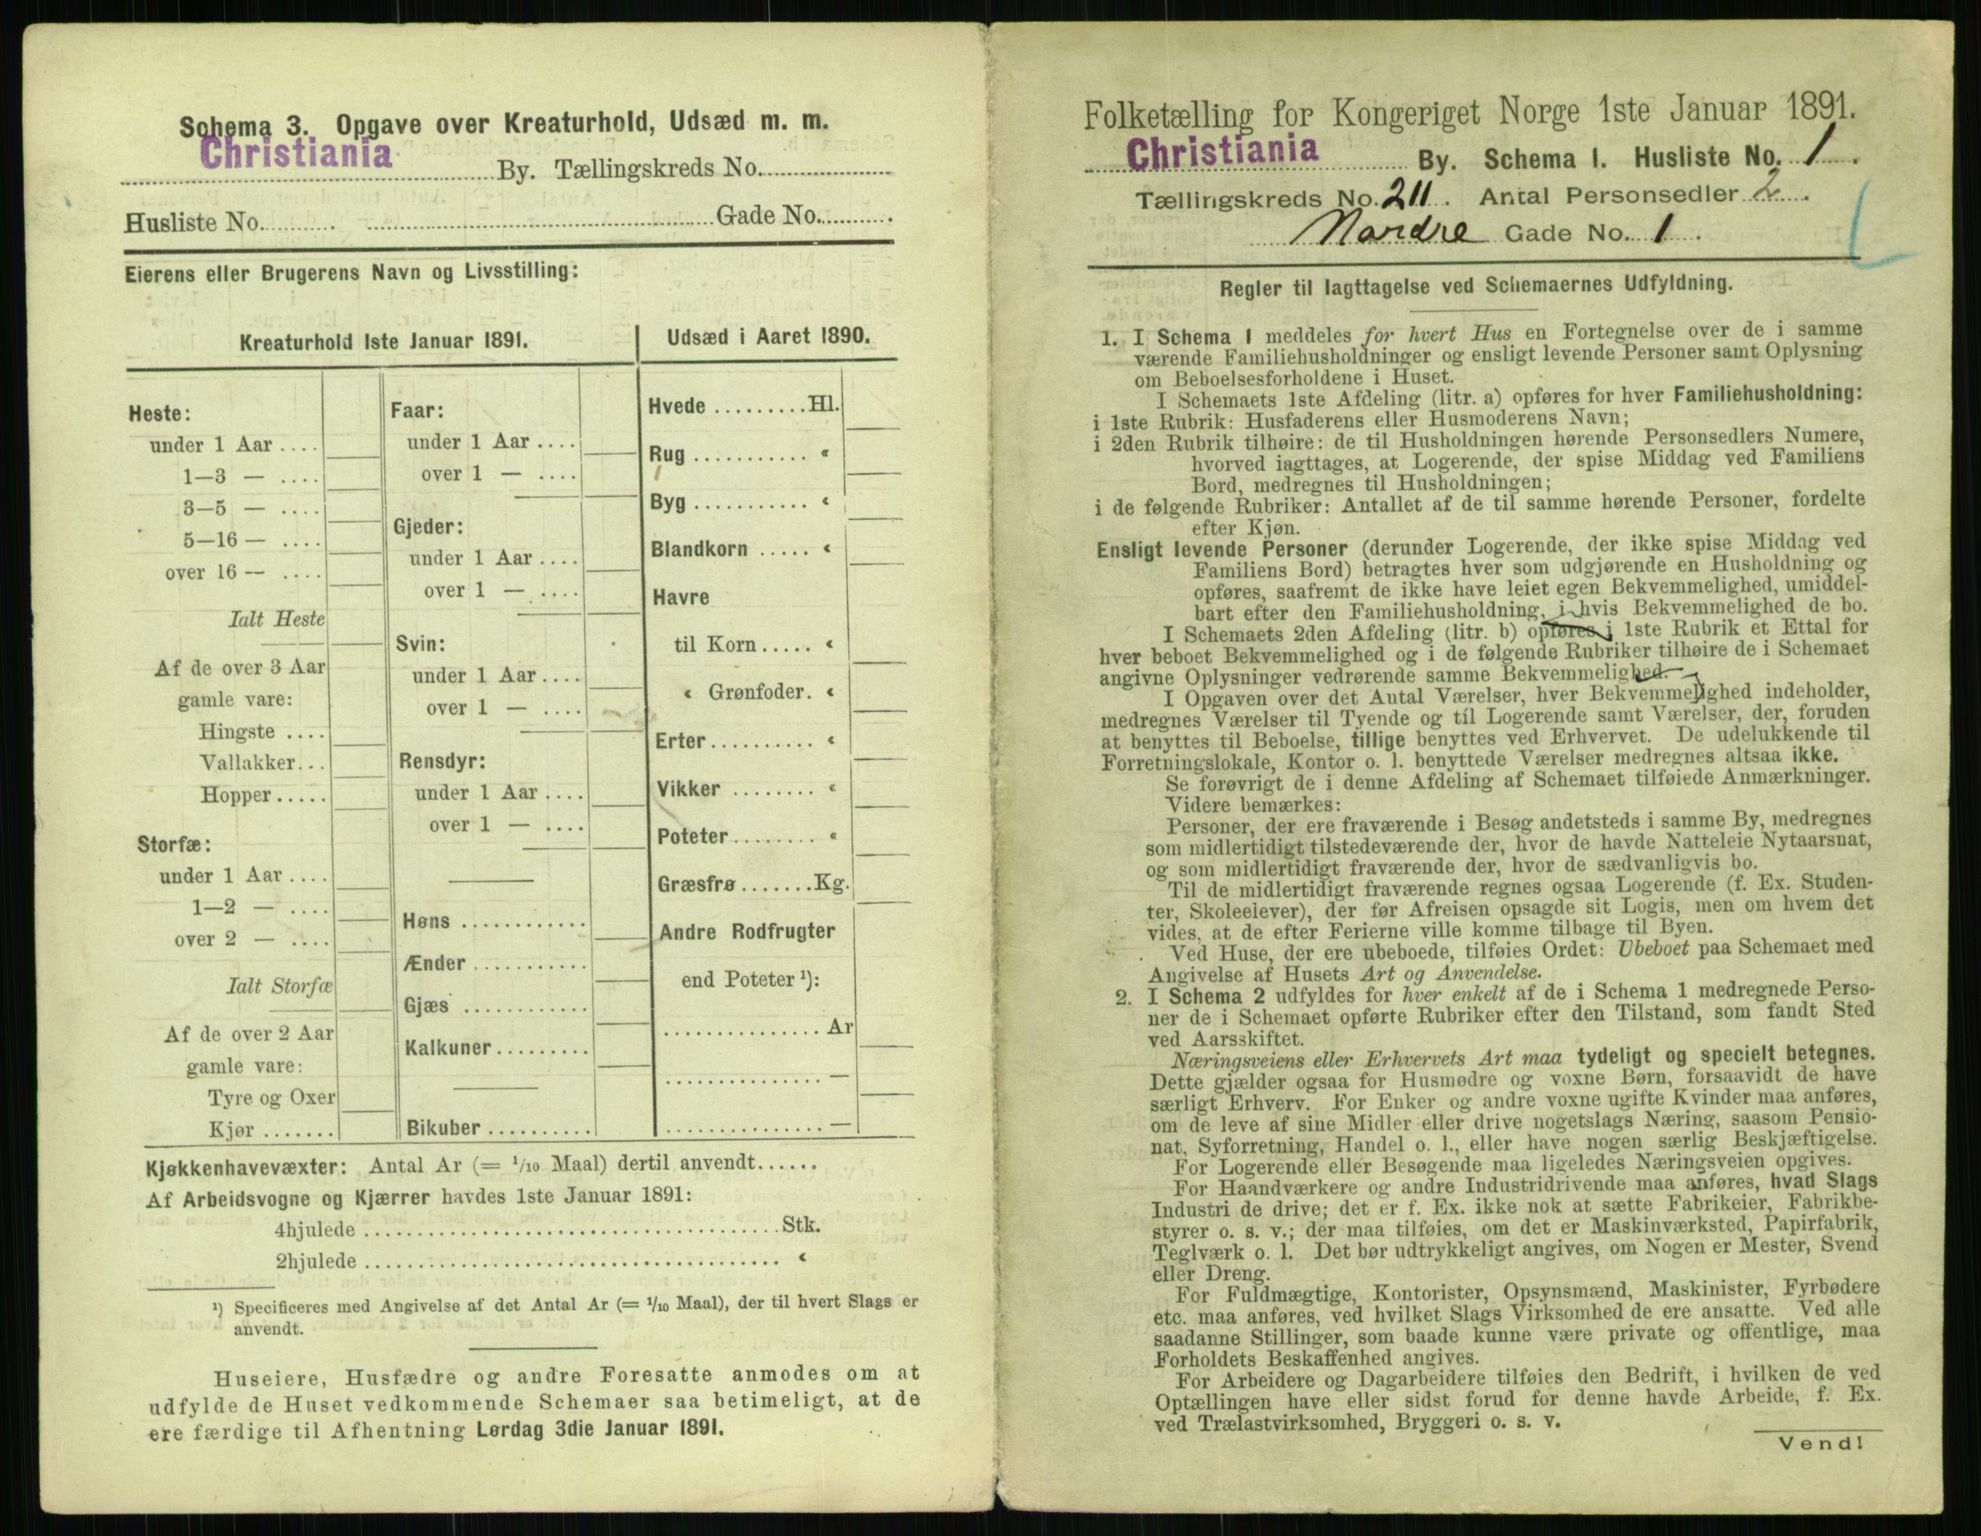 Schema 3. Opgave over Kreaturhold, Udsæd m. m.
Christiania By. Tællingskreds No.
Husliste No. Gade No.
Eierens eller Brugerens Navn og Livsstilling:
Kreaturhold 1ste Januar 1891.
Heste:
under 1 Aar ....
1—3 — ....
3—5 — ....
5—16 — ....
over 16 — ....
Ialt Heste
Af de over 3 Aar
gamle vare:
Hingste ....
Vallakker...
Hopper.....
Storfæ:
under 1 Aar ....
1—2 — ....
over 2 — ....
Ialt Storfæ
Af de over 2 Aar
gamle vare:
Tyre og Oxer
Kjør .......
Faar:
under 1 Aar ....
over 1 — ....
Gjeder:
under 1 Aar ....
over 1 — ....
Svin:
under 1 Aar ....
over 1 — ....
Rensdyr:
under 1 Aar ....
over 1 — ....
Høns ............
Ænder ...........
Gjæs ............
Kalkuner.........
Bikuber ..........
Udsæd i Aaret 1890.
Hvede .........Hl.
Rug ........... «
Byg ........... «
Blandkorn ..... «
Havre
til Korn ..... «
« Grønfoder. «
Erter.......... «
Vikker ........ «
Poteter........ «
Græsfrø .......Kg.
Andre Rodfrugter
end Poteter ¹):
............... Ar
............... —
............... —
Kjøkkenhavevæxter: Antal Ar (= 1/10 Maal) dertil anvendt......
Af Arbeidsvogne og Kjærrer havdes 1ste Januar 1891:
4hjulede ........................................ Stk.
2hjulede ........................................ «
¹) Specificeres med Angivelse af det Antal Ar (= 1/10 Maal), der til hvert Slags er
anvendt.
Huseiere, Husfædre og andre Foresatte anmodes om at
udfylde de Huset vedkommende Schemaer saa betimeligt, at de
ere færdige til Afhentning Lørdag 3die Januar 1891.
Folketælling for Kongeriget Norge 1ste Januar 1891.
Christiania By. Schema I. Husliste No. 1.
Tællingskreds No. 211. Antal Personsedler 2.
Nordre Gade No. 1.
Regler til Iagttagelse ved Schemaernes Udfyldning.
1. I Schema 1 meddeles for hvert Hus en Fortegnelse over de i samme
værende Familiehusholdninger og ensligt levende Personer samt Oplysning
om Beboelsesforholdene i Huset.
I Schemaets 1ste Afdeling (litr. a) opføres for hver Familiehusholdning:
i 1ste Rubrik: Husfaderens eller Husmoderens Navn;
i 2den Rubrik tilhøire: de til Husholdningen hørende Personsedlers Numere,
hvorved iagttages, at Logerende, der spise Middag ved Familiens
Bord, medregnes til Husholdningen;
i de følgende Rubriker: Antallet af de til samme hørende Personer, fordelte
efter Kjøn.
Ensligt levende Personer (derunder Logerende, der ikke spise Middag ved
Familiens Bord) betragtes hver som udgjørende en Husholdning og
opføres, saafremt de ikke have leiet egen Bekvemmelighed, umiddel-
bart efter den Familiehusholdning, i hvis Bekvemmelighed de bo.
I Schemaets 2den Afdeling (litr. b) opføres i 1ste Rubrik et Ettal for
hver beboet Bekvemmelighed og i de følgende Rubriker tilhøire de i Schemaet
angivne Oplysninger vedrørende samme Bekvemmelighed.
I Opgaven over det Antal Værelser, hver Bekvemmelighed indeholder,
medregnes Værelser til Tyende og til Logerende samt Værelser, der, foruden
at benyttes til Beboelse, tillige benyttes ved Erhvervet. De udelukkende til
Forretningslokale, Kontor o. l. benyttede Værelser medregnes altsaa ikke.
Se forøvrigt de i denne Afdeling af Schemaet tilføiede Anmærkninger.
Videre bemærkes:
Personer, der ere fraværende i Besøg andetsteds i samme By, medregnes
som midlertidigt tilstedeværende der, hvor de havde Natteleie Nytaarsnat,
og som midlertidigt fraværende der, hvor de sædvanligvis bo.
Til de midlertidigt fraværende regnes ogsaa Logerende (f. Ex. Studen-
ter, Skoleelever), der før Afreisen opsagde sit Logis, men om hvem det
vides, at de efter Ferierne ville komme tilbage til Byen.
Ved Huse, der ere ubeboede, tilføies Ordet: Ubeboet paa Schemaet med
Angivelse af Husets Art og Anvendelse.
2. I Schema 2 udfyldes for hver enkelt af de i Schema 1 medregnede Perso-
ner de i Schemaet opførte Rubriker efter den Tilstand, som fandt Sted
ved Aarsskiftet.
Næringsveiens eller Erhvervets Art maa tydeligt og specielt betegnes.
Dette gjælder ogsaa for Husmødre og voxne Børn, forsaavidt de have
særligt Erhverv. For Enker og andre voxne ugifte Kvinder maa anføres,
om de leve af sine Midler eller drive nogetslags Næring, saasom Pensio-
nat, Syforretning, Handel o. l., eller have nogen særlig Beskjæftigelse.
For Logerende eller Besøgende maa ligeledes Næringsveien opgives.
For Haandværkere og andre Industridrivende maa anføres, hvad Slags
Industri de drive; det er f. Ex. ikke nok at sætte Fabrikeier, Fabrikbe-
styrer o. s. v.; der maa tilføies, om det er Maskinværksted, Papirfabrik,
Teglværk o. l. Det bør udtrykkeligt angives, om Nogen er Mester, Svend
eller Dreng.
For Fuldmægtige, Kontorister, Opsynsmænd, Maskinister, Fyrbødere
etc. maa anføres, ved hvilket Slags Virksomhed de ere ansatte. Ved alle
saadanne Stillinger, som baade kunne være private og offentlige, maa
Forholdets Beskaffenhed angives.
For Arbeidere og Dagarbeidere tilføies den Bedrift, i hvilken de ved
Optællingen have eller sidst forud for denne havde Arbeide, f. Ex.
ved Trælastvirksomhed, Bryggeri o. s. v.
Vend!